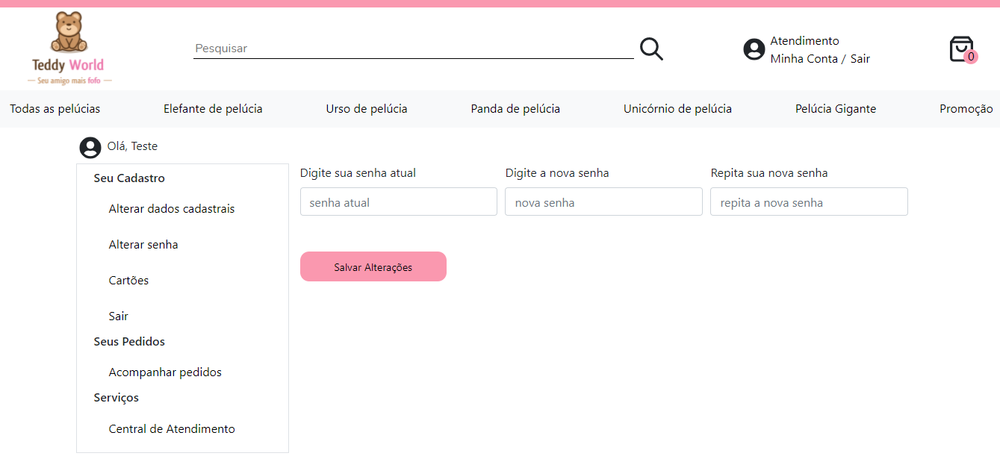 Teddy World
— Seu amigo mais fofo —
Pesquisar
Atendimento
Minha Conta / Sair
0
Todas as pelúcias Elefante de pelúcia Urso de pelúcia Panda de pelúcia Unicórnio de pelúcia Pelúcia Gigante Promoção
Olá, Teste
Seu Cadastro
Alterar dados cadastrais
Alterar senha
Cartões
Sair
Seus Pedidos
Acompanhar pedidos
Serviços
Central de Atendimento
Digite sua senha atual Digite a nova senha Repita sua nova senha
senha atual nova senha repita a nova senha
Salvar Alterações